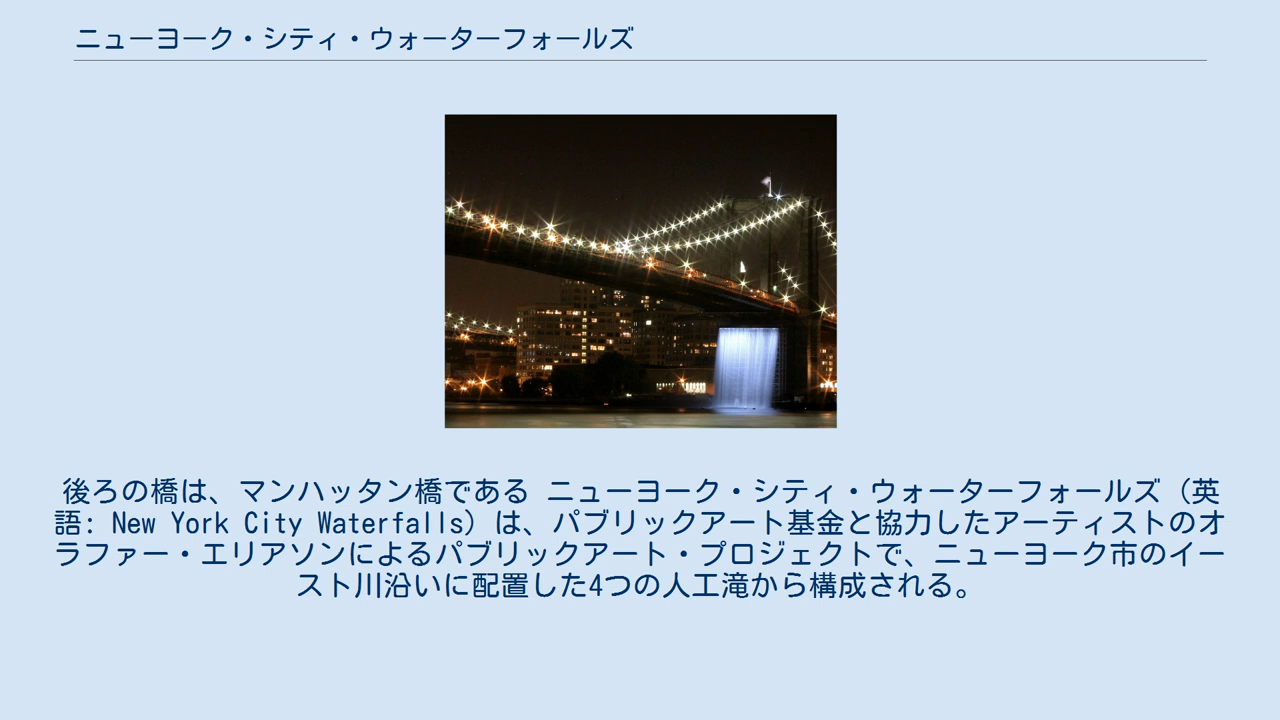 ニューヨーク・シティ・ウォーターフォールズ
後ろの橋は、マンハッタン橋である ニューヨーク・シティ・ウォーターフォールズ（英
語: New York City Waterfalls）は、パブリックアート基金と協力したアーティストのオ
ラファー・エリアソンによるパブリックアート・プロジェクトで、ニューヨーク市のイー
スト川沿いに配置した4つの人工滝から構成される。